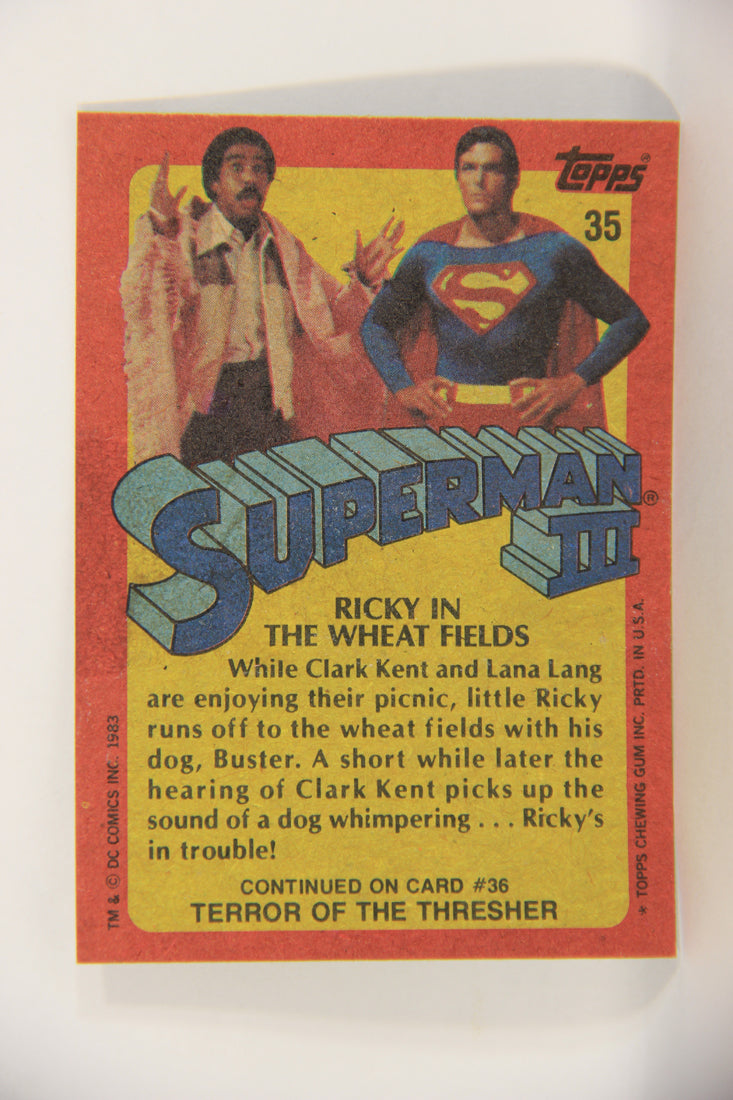 Topps®
35
S
SUPERMAN®
III
RICKY IN
THE WHEAT FIELDS
While Clark Kent and Lana Lang
are enjoying their picnic, little Ricky
runs off to the wheat fields with his
dog, Buster. A short while later the
hearing of Clark Kent picks up the
sound of a dog whimpering . . . Ricky's
in trouble!
CONTINUED ON CARD #36
TERROR OF THE THRESHER
TM & © DC COMICS INC. 1983
* TOPPS CHEWING GUM INC. PRTD. IN U.S.A.